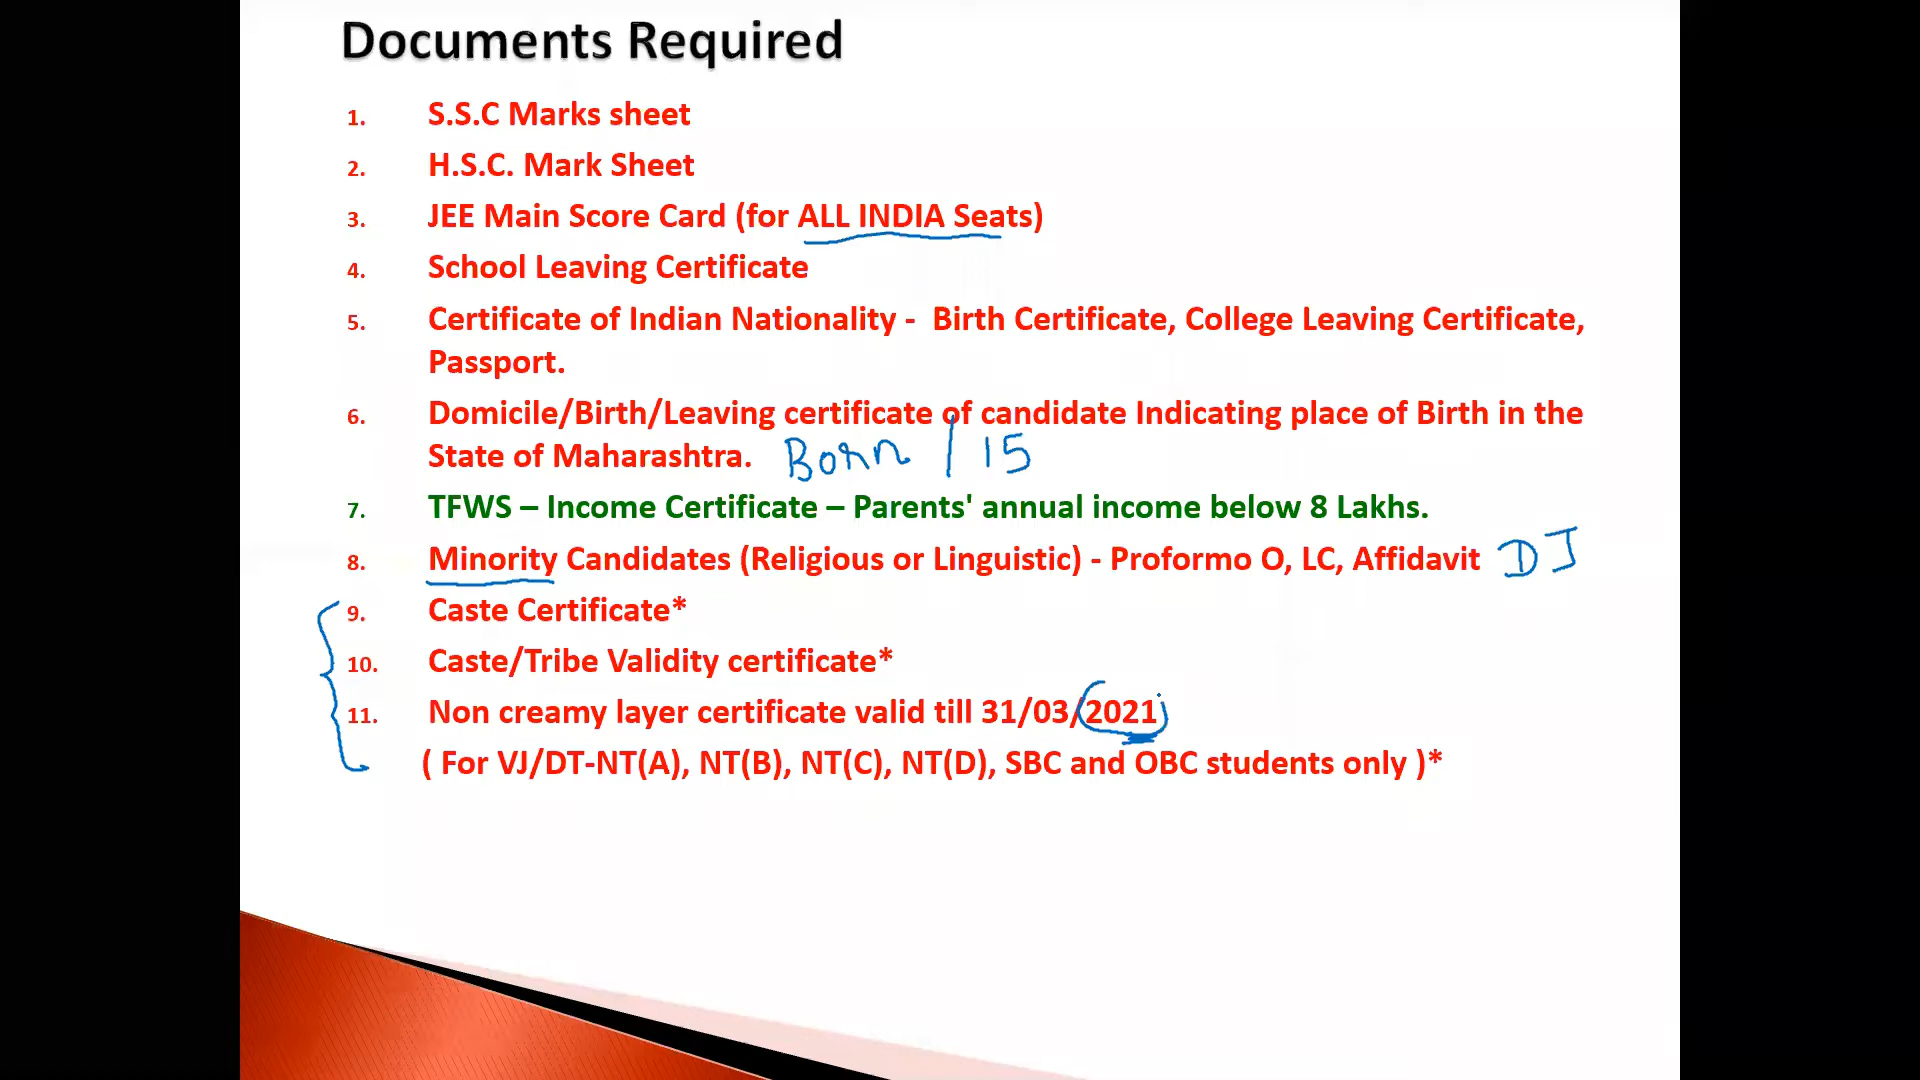 Documents Required
1. S.S.C Marks sheet
2. H.S.C. Mark Sheet
3. JEE Main Score Card (for ALL INDIA Seats)
4. School Leaving Certificate
5. Certificate of Indian Nationality - Birth Certificate, College Leaving Certificate,
Passport.
6. Domicile/Birth/Leaving certificate of candidate Indicating place of Birth in the
State of Maharashtra. Born / 15
7. TFWS – Income Certificate – Parents' annual income below 8 Lakhs.
8. Minority Candidates (Religious or Linguistic) - Proformo O, LC, Affidavit DJ
9. Caste Certificate*
10. Caste/Tribe Validity certificate*
11. Non creamy layer certificate valid till 31/03/2021
( For VJ/DT-NT(A), NT(B), NT(C), NT(D), SBC and OBC students only )*